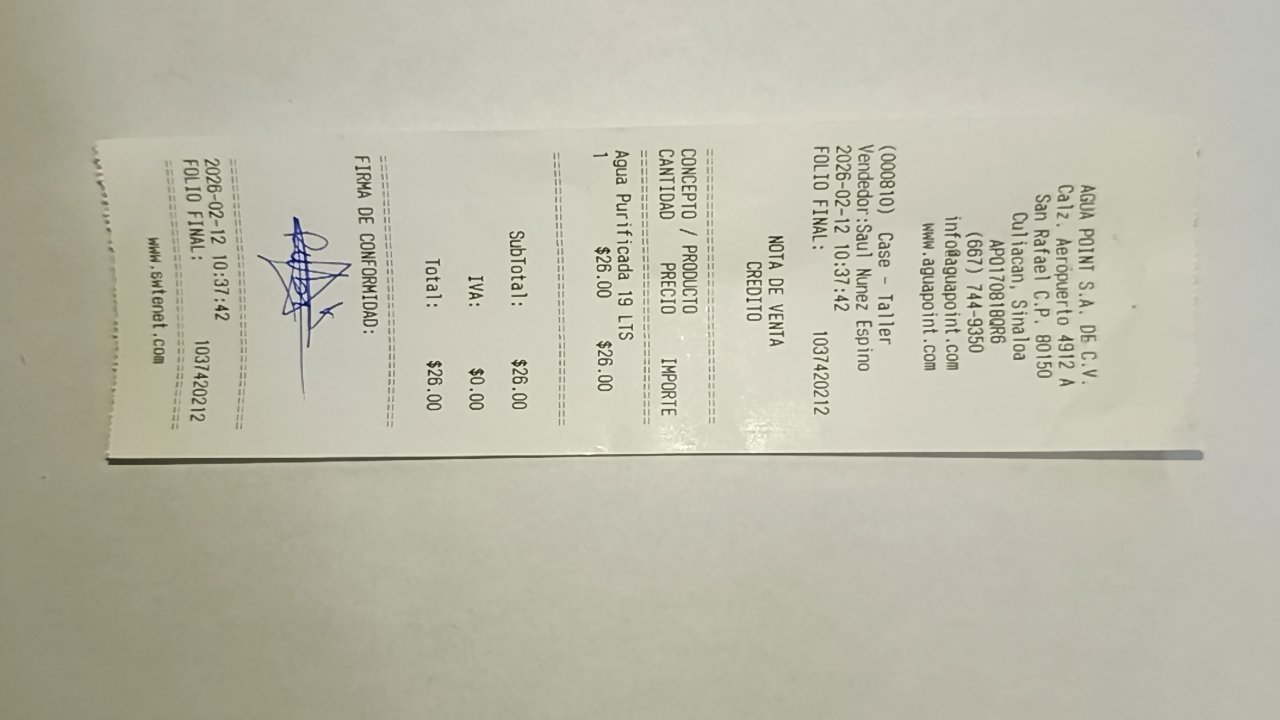 AGUA POINT S.A. DE C.V.
Calz. Aeropuerto 4912 A
San Rafael C.P. 80150
Culiacan, Sinaloa
APO170818QR6
(667) 744-9350
info@aguapoint.com
www.aguapoint.com
(000810) Case - Taller
Vendedor:Saul Nunez Espino
2026-02-12 10:37:42
FOLIO FINAL: 1037420212
NOTA DE VENTA
CREDITO
==============================
CONCEPTO / PRODUCTO
CANTIDAD PRECIO IMPORTE
==============================
Agua Purificada 19 LTS
1 $26.00 $26.00
==============================
SubTotal: $26.00
IVA: $0.00
Total: $26.00
==============================
FIRMA DE CONFORMIDAD:
==============================
2026-02-12 10:37:42
FOLIO FINAL: 1037420212
==============================
www.swtenet.com